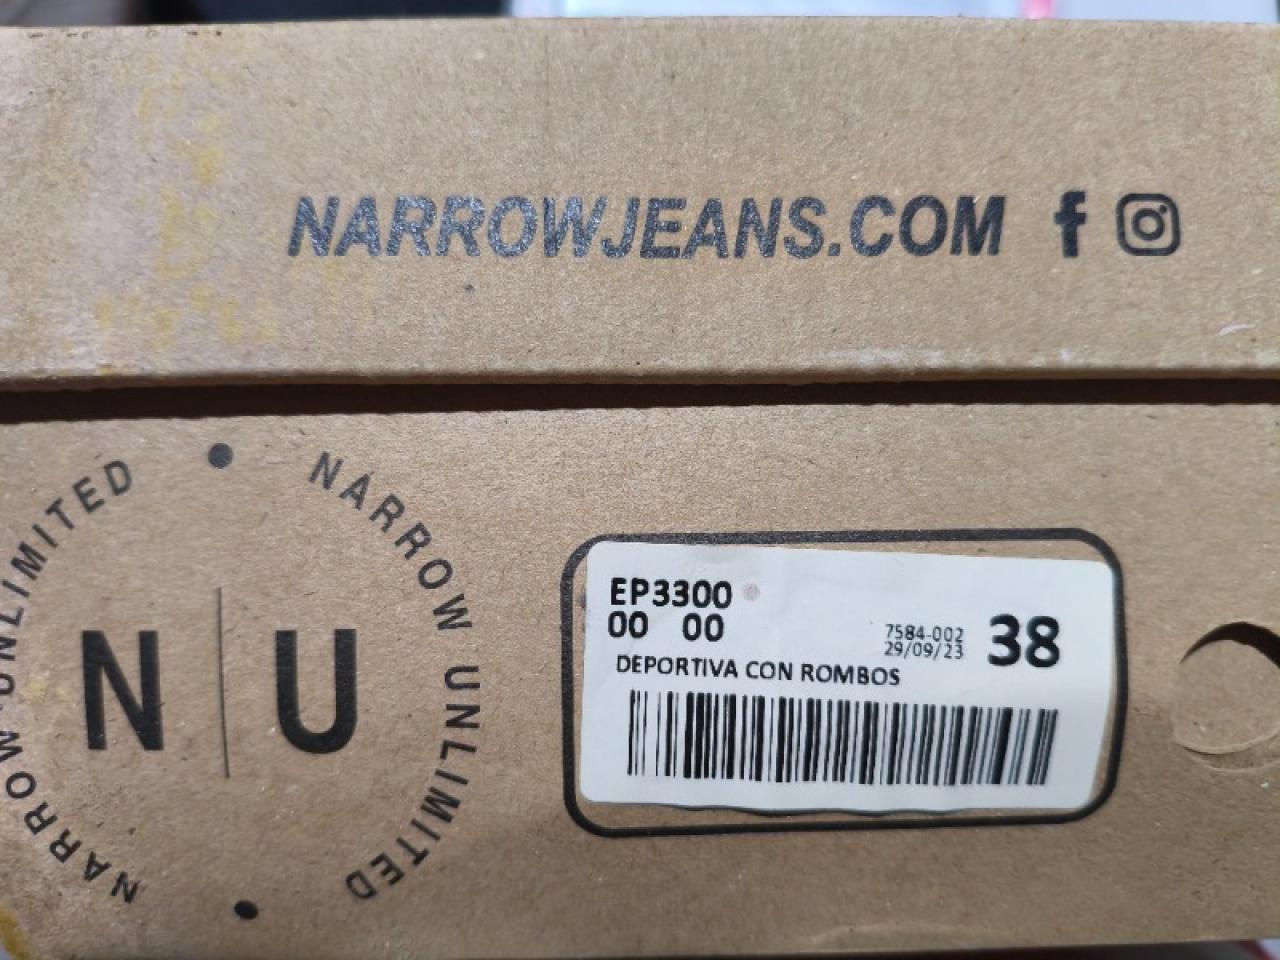 NARROWJEANS.COM
NARROW UNLIMITED
NARROW UNLIMITED
N U
EP3300
00 00
7584-002
29/09/23
38
DEPORTIVA CON ROMBOS